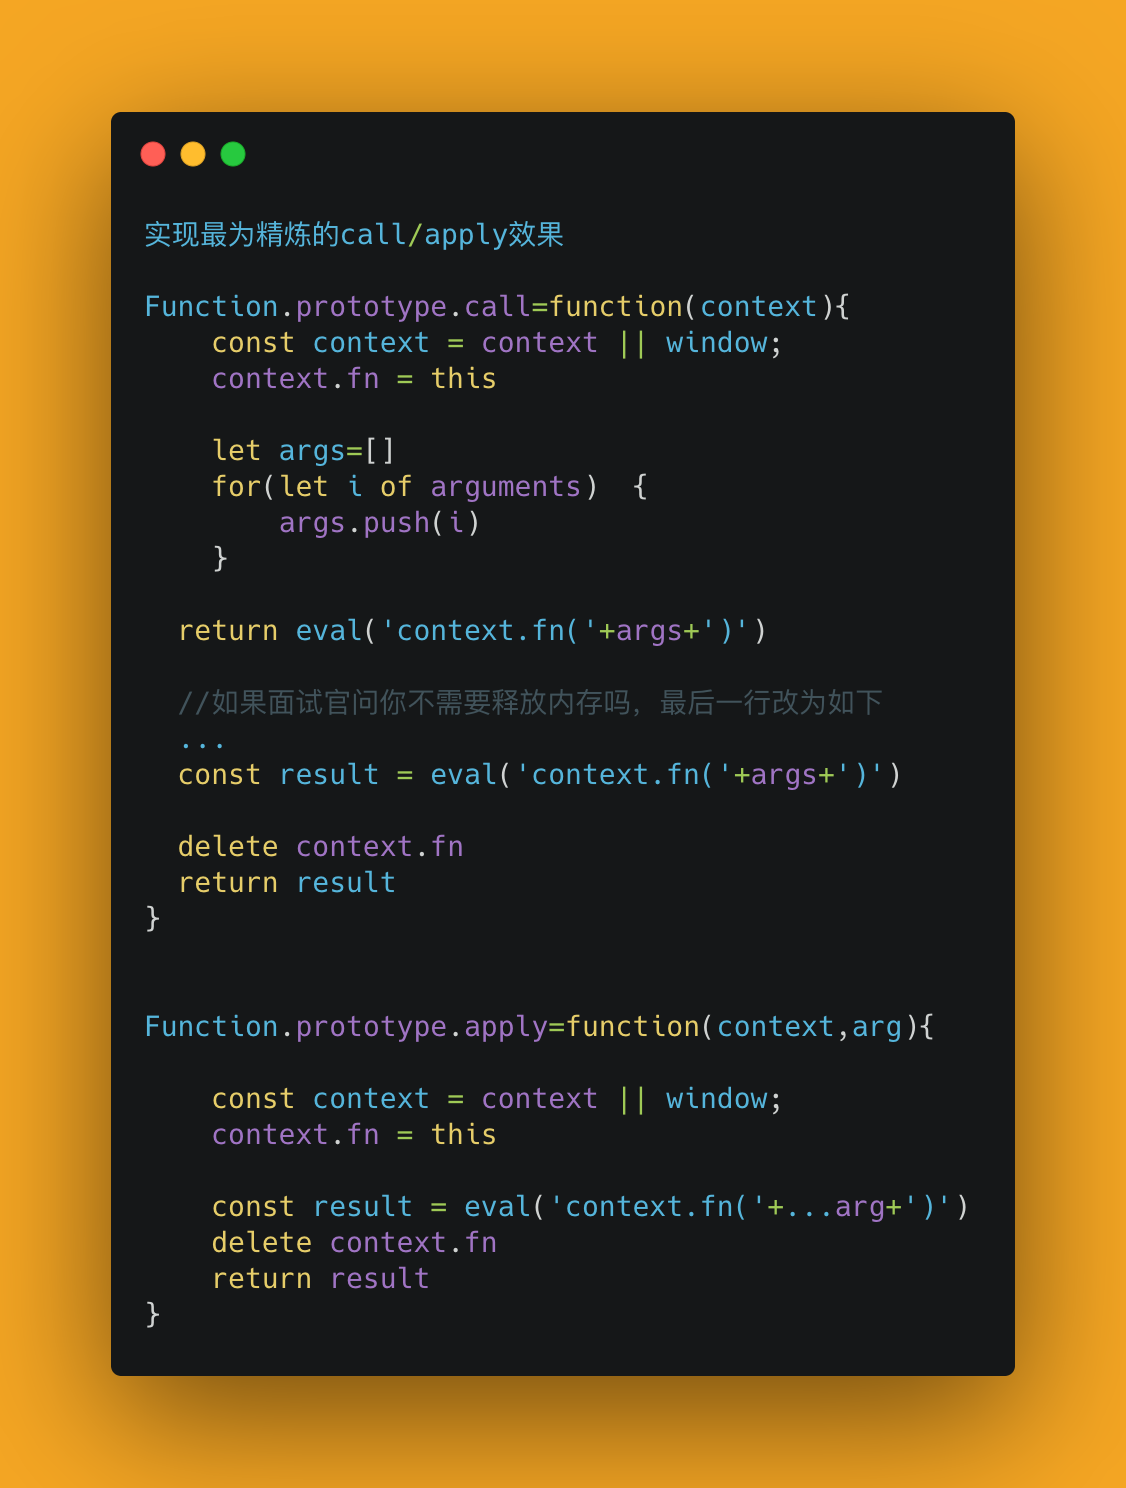 实现最为精炼的call/apply效果
Function.prototype.call=function(context){
    const context = context || window;
    context.fn = this
    let args=[]
    for(let i of arguments)  {
        args.push(i)
    }
  return eval('context.fn('+args+')')
  //如果面试官问你不需要释放内存吗，最后一行改为如下
  ...
  const result = eval('context.fn('+args+')')
  delete context.fn
  return result
}
Function.prototype.apply=function(context,arg){
    const context = context || window;
    context.fn = this
    const result = eval('context.fn('+...arg+')')
    delete context.fn
    return result
}